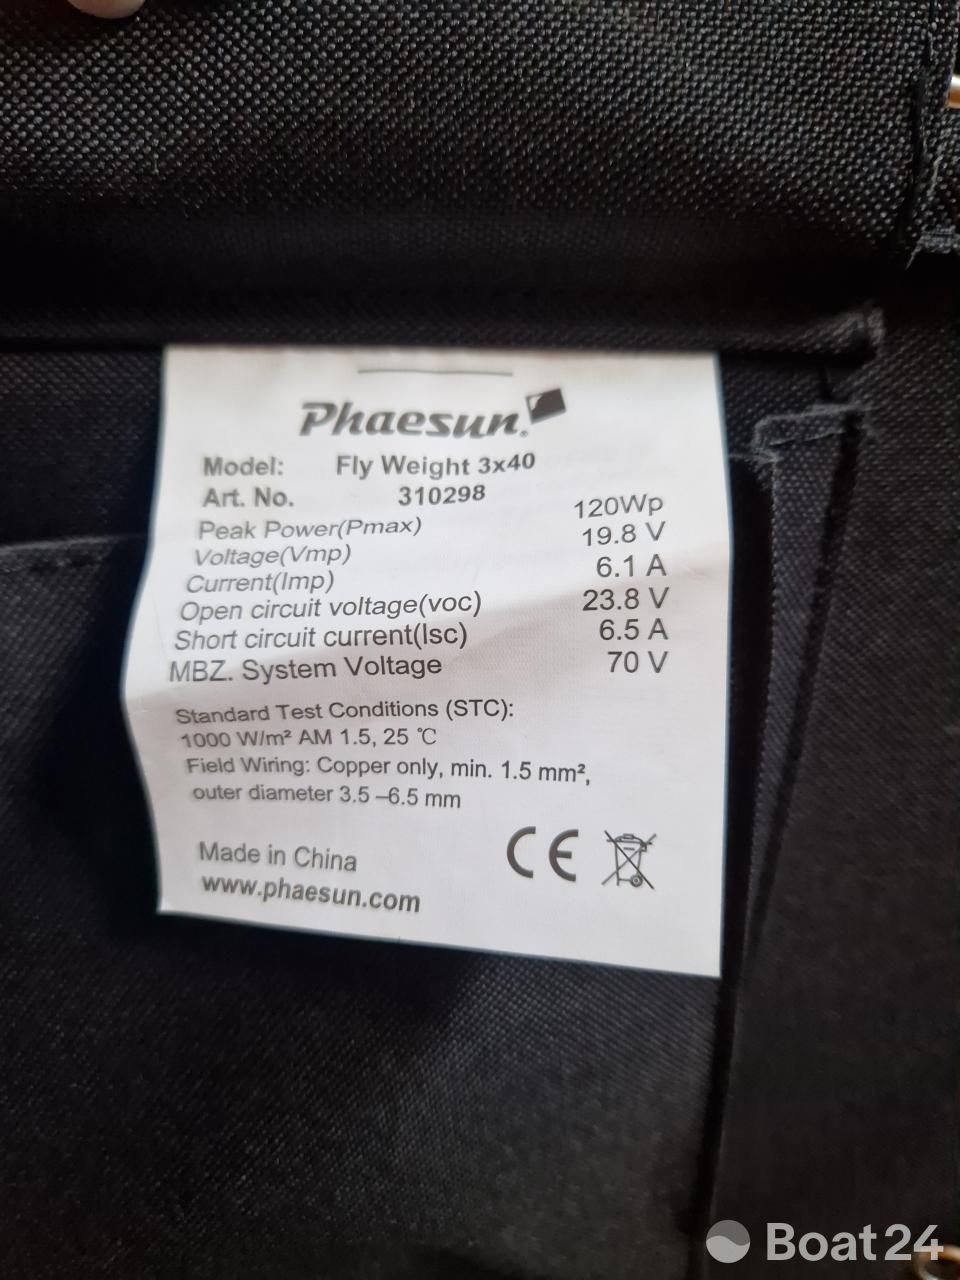 Phaesun.
Model: Fly Weight 3x40
Art. No. 310298
Peak Power(Pmax) 120Wp
Voltage(Vmp) 19.8 V
Current(Imp) 6.1 A
Open circuit voltage(voc) 23.8 V
Short circuit current(Isc) 6.5 A
MBZ. System Voltage 70 V
Standard Test Conditions (STC):
1000 W/m² AM 1.5, 25 ℃
Field Wiring: Copper only, min. 1.5 mm²,
outer diameter 3.5 –6.5 mm
Made in China
www.phaesun.com
CE
Boat24